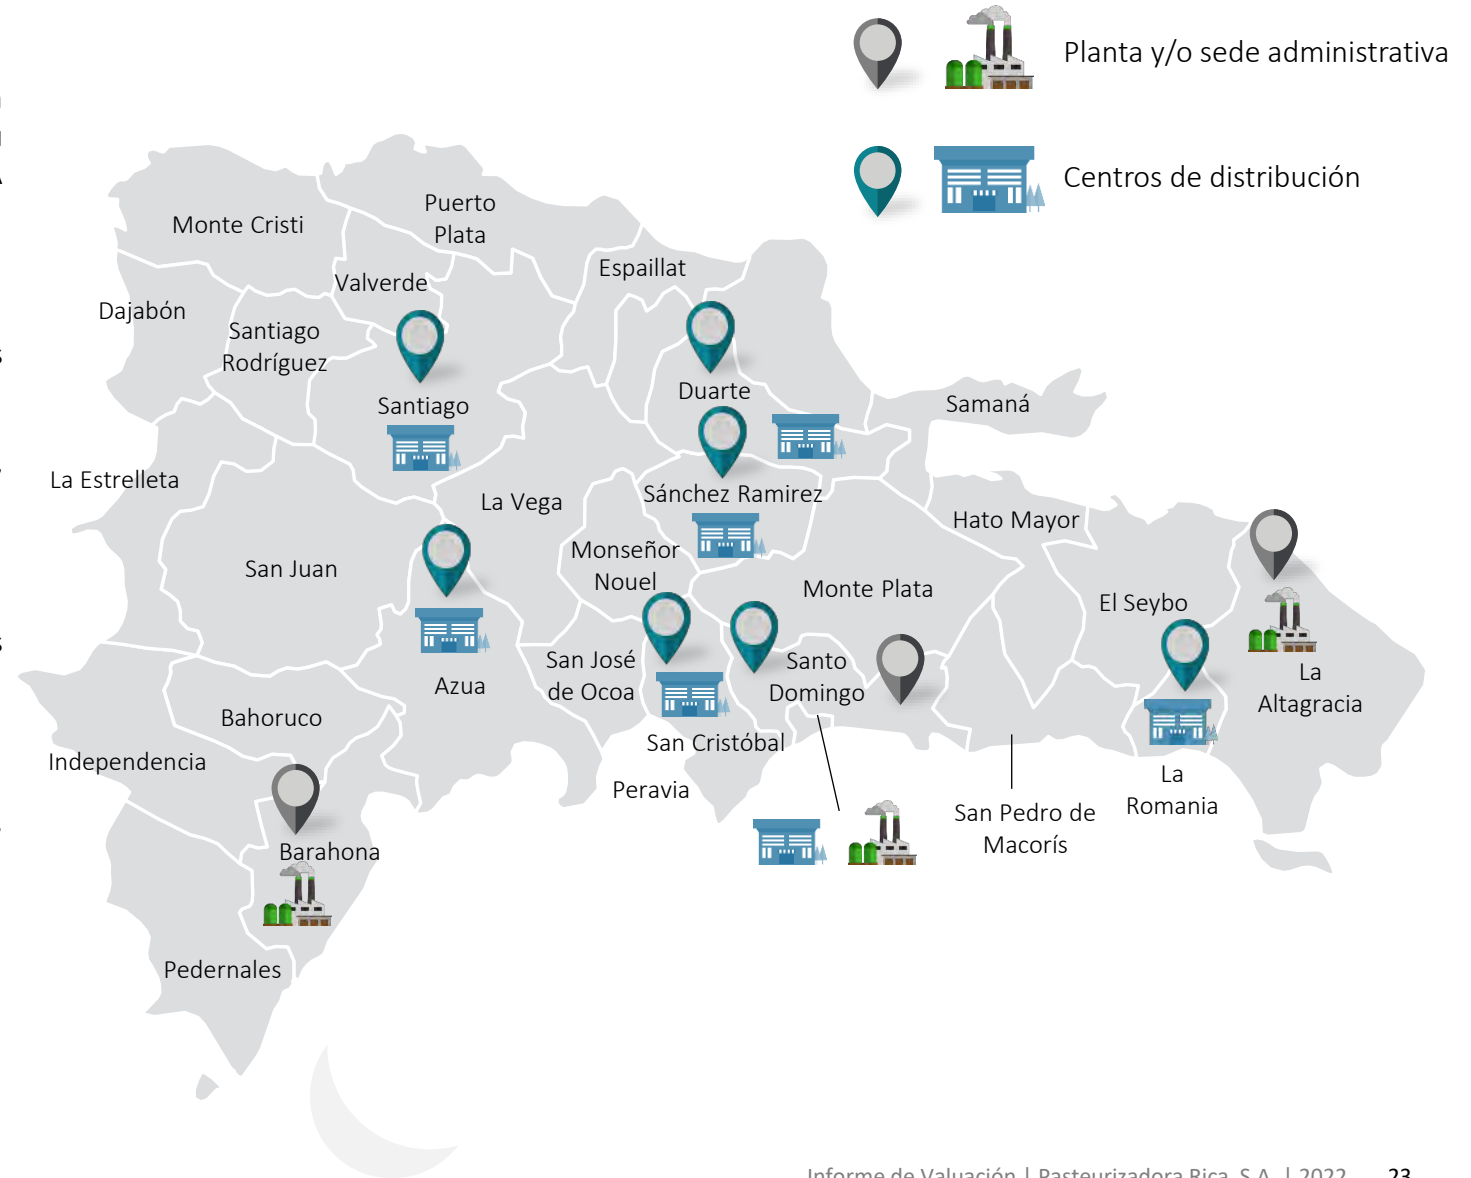 Planta y/o sede administrativa
Centros de distribución
Puerto
Plata
Monte Cristi
Espaillat
Valverde
Dajabón
Santiago
Rodríguez
Duarte
Santiago
Samaná
La Estrelleta
Sánchez Ramirez
La Vega
Hato Mayor
Monseñor
Nouel
San Juan
Monte Plata
El Seybo
San José
de Ocoa
Santo
Domingo
La
Altagracia
Azua
Bahoruco
San Cristóbal
Independencia
Peravia
La
Romania
San Pedro de
Macorís
Barahona
Pedernales
Informe de Valuación | Pasteurizadora Rica, S.A. | 2022 23